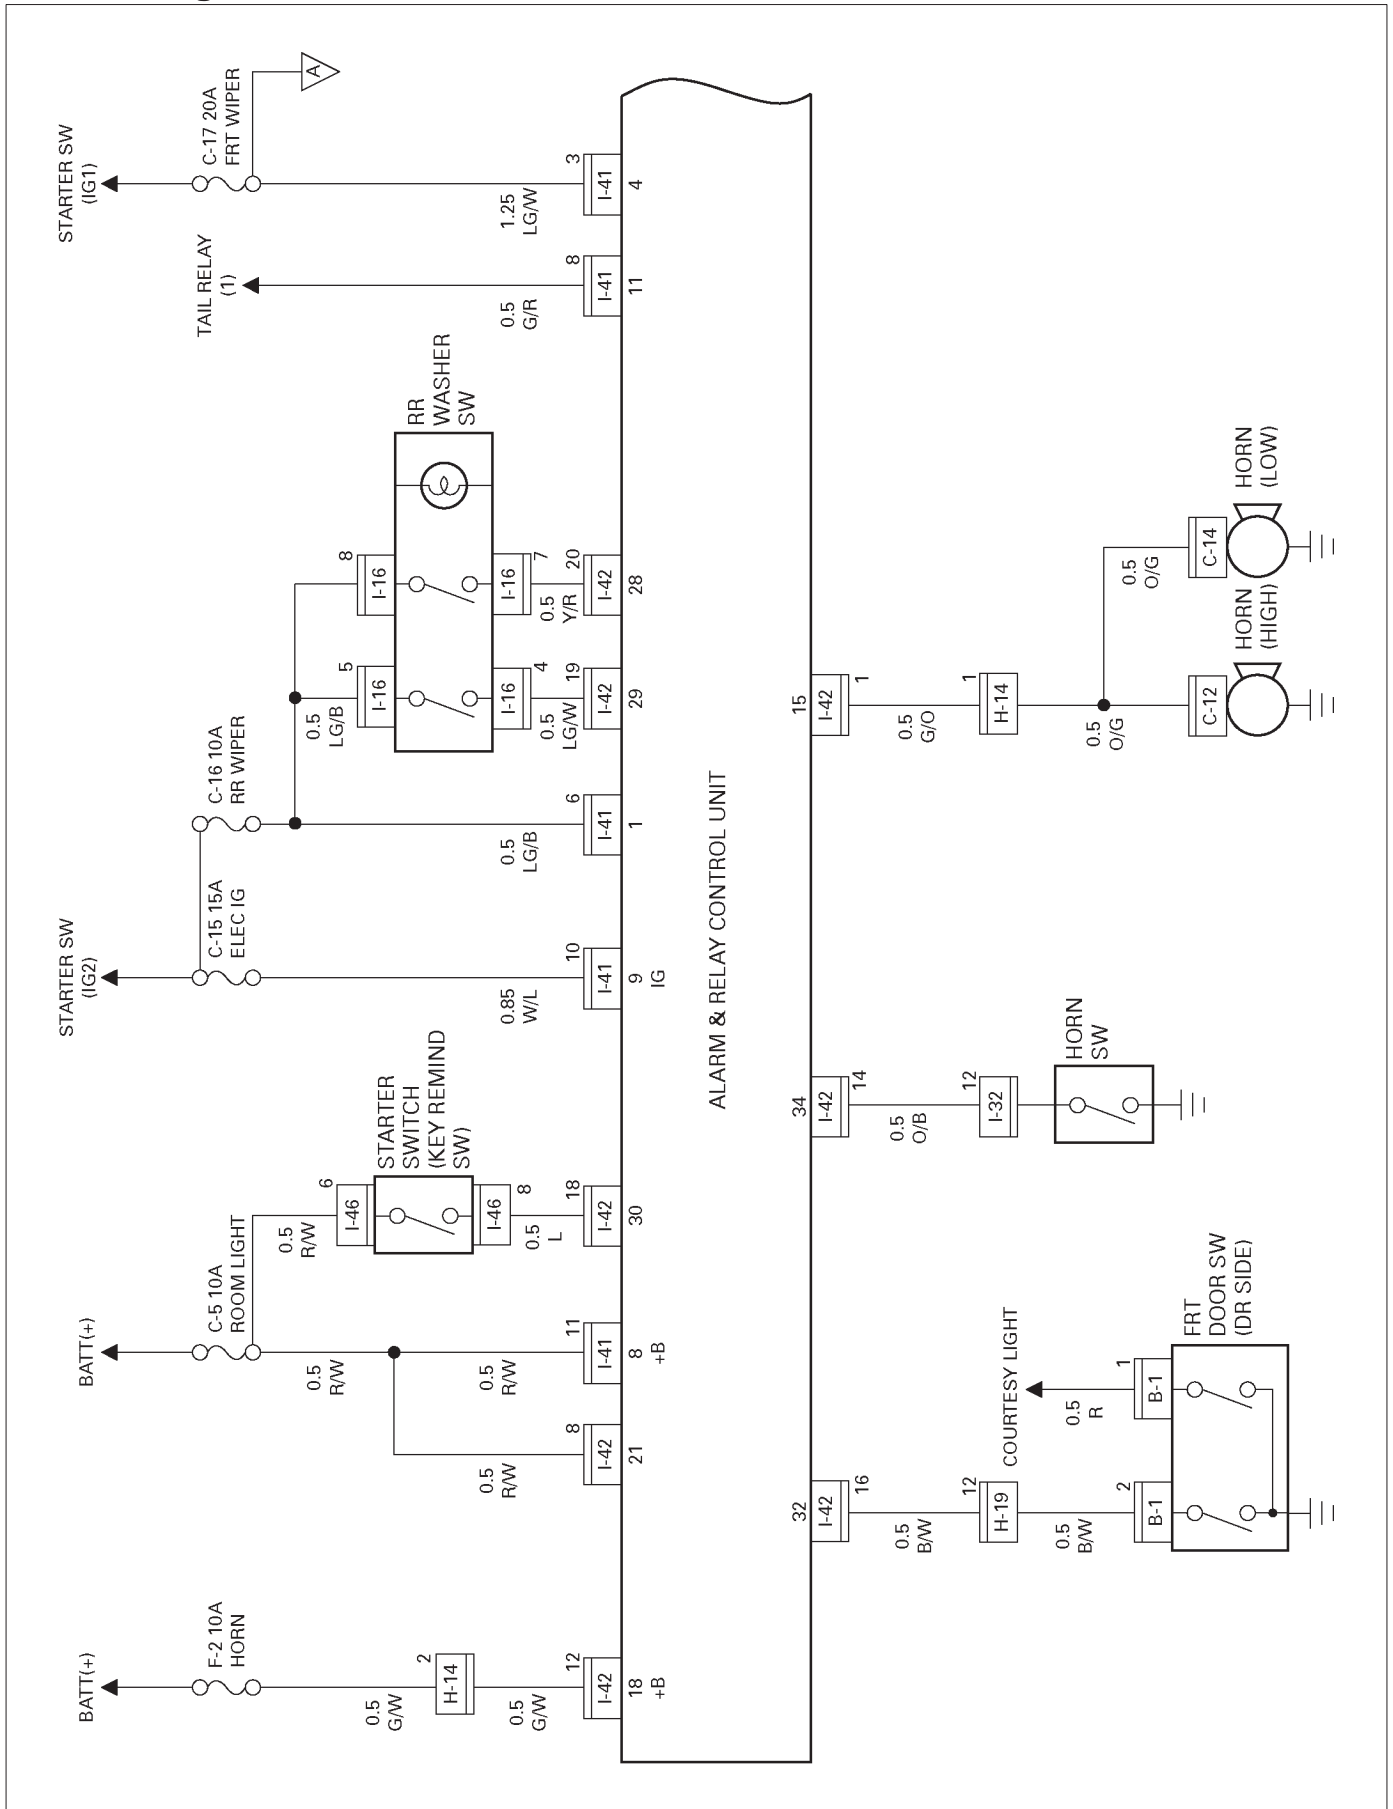 BATT(+)
F-2 10A
HORN
0.5
G/W
2
H-14
0.5
G/W
12
I-42
18
+B
BATT(+)
C-5 10A
ROOM LIGHT
0.5
R/W
0.5
R/W
8
I-42
21
0.5
R/W
11
I-41
8
+B
0.5
R/W
6
I-46
STARTER
SWITCH
(KEY REMIND
SW)
I-46
8
0.5
L
18
I-42
30
STARTER SW
(IG2)
C-15 15A
ELEC IG
0.85
W/L
10
I-41
9
IG
C-16 10A
RR WIPER
0.5
LG/B
6
I-41
1
0.5
LG/B
5
I-16
I-16
4
0.5
LG/W
19
I-42
29
8
I-16
I-16
7
0.5
Y/R
20
I-42
28
RR
WASHER
SW
TAIL RELAY
(1)
0.5
G/R
8
I-41
11
STARTER SW
(IG1)
C-17 20A
FRT WIPER
A
1.25
LG/W
3
I-41
4
ALARM & RELAY CONTROL UNIT
32
I-42
16
0.5
B/W
12
H-19
0.5
B/W
2
B-1
COURTESY LIGHT
0.5
R
1
B-1
FRT
DOOR SW
(DR SIDE)
34
I-42
14
0.5
O/B
12
I-32
HORN
SW
15
I-42
1
0.5
G/O
1
H-14
0.5
O/G
C-12
HORN
(HIGH)
0.5
O/G
C-14
HORN
(LOW)